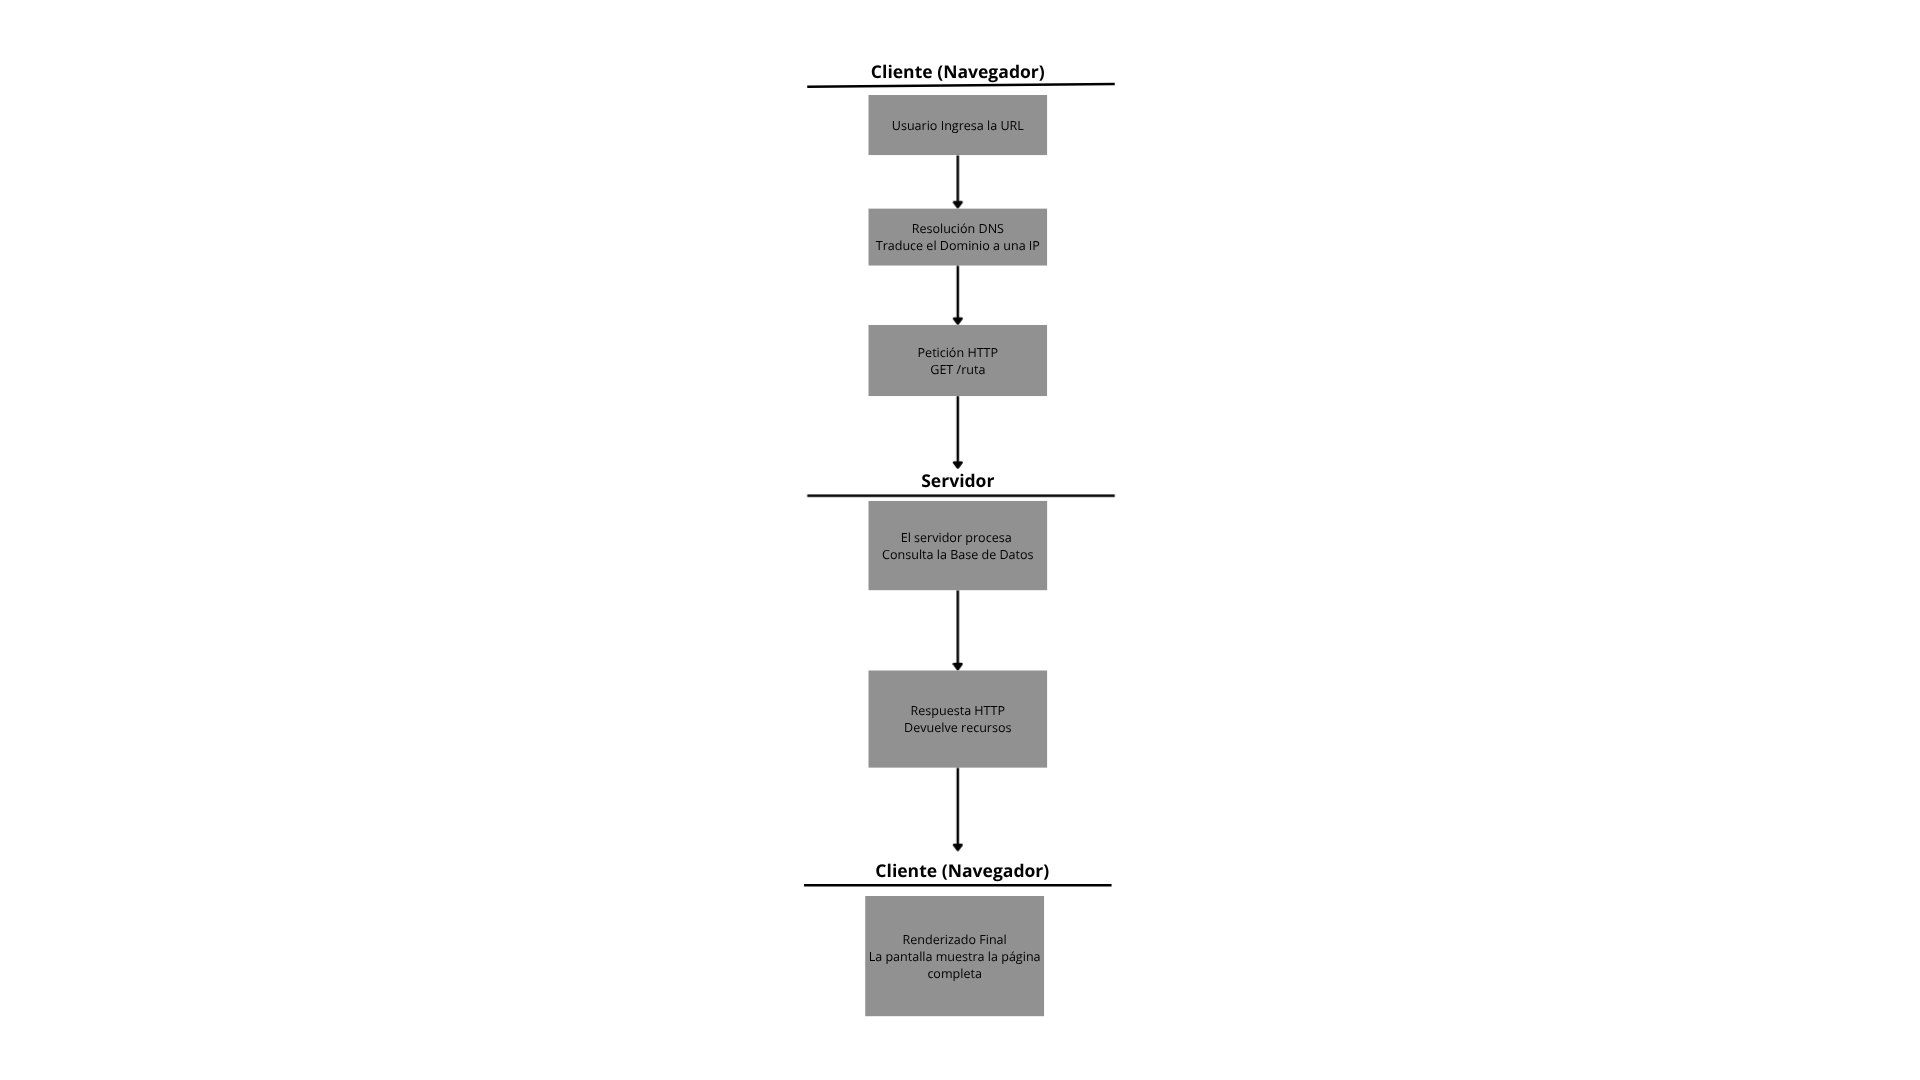 Cliente (Navegador)
Usuario Ingresa la URL
Resolución DNS
Traduce el Dominio a una IP
Petición HTTP
GET /ruta
Servidor
El servidor procesa
Consulta la Base de Datos
Respuesta HTTP
Devuelve recursos
Cliente (Navegador)
Renderizado Final
La pantalla muestra la página
completa